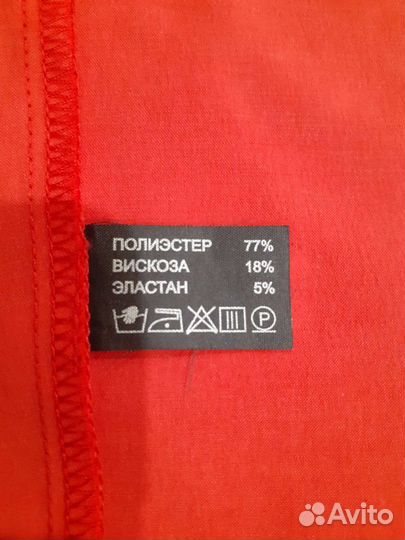 ПОЛИЭСТЕР 77%
ВИСКОЗА 18%
ЭЛАСТАН 5%
P
Avito